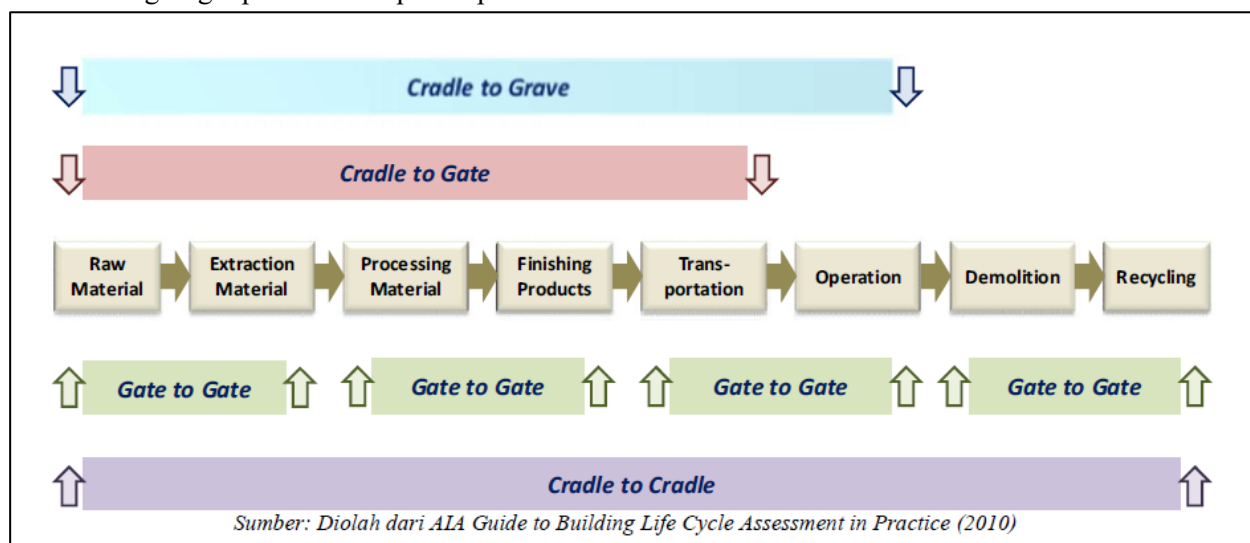 Cradle to Grave
Cradle to Gate
Raw
Material
Extraction
Material
Processing
Material
Finishing
Products
Trans-
portation
Operation
Demolition
Recycling
Gate to Gate
Gate to Gate
Gate to Gate
Gate to Gate
Cradle to Cradle
Sumber: Diolah dari AIA Guide to Building Life Cycle Assessment in Practice (2010)